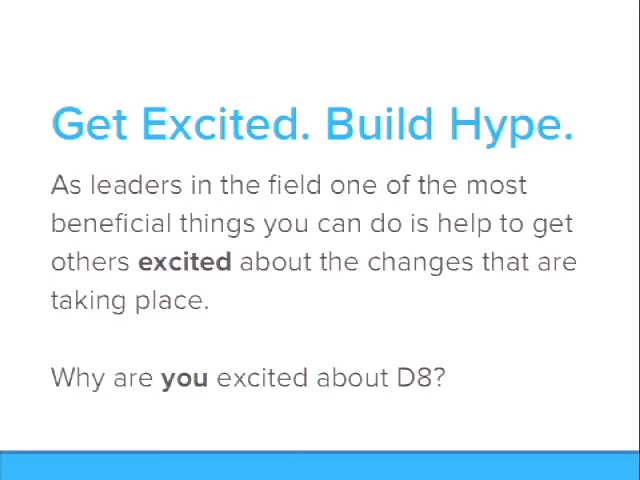 Get Excited. Build Hype.
As leaders in the field one of the most
beneficial things you can do is help to get
others excited about the changes that are
taking place.
Why are you excited about D8?